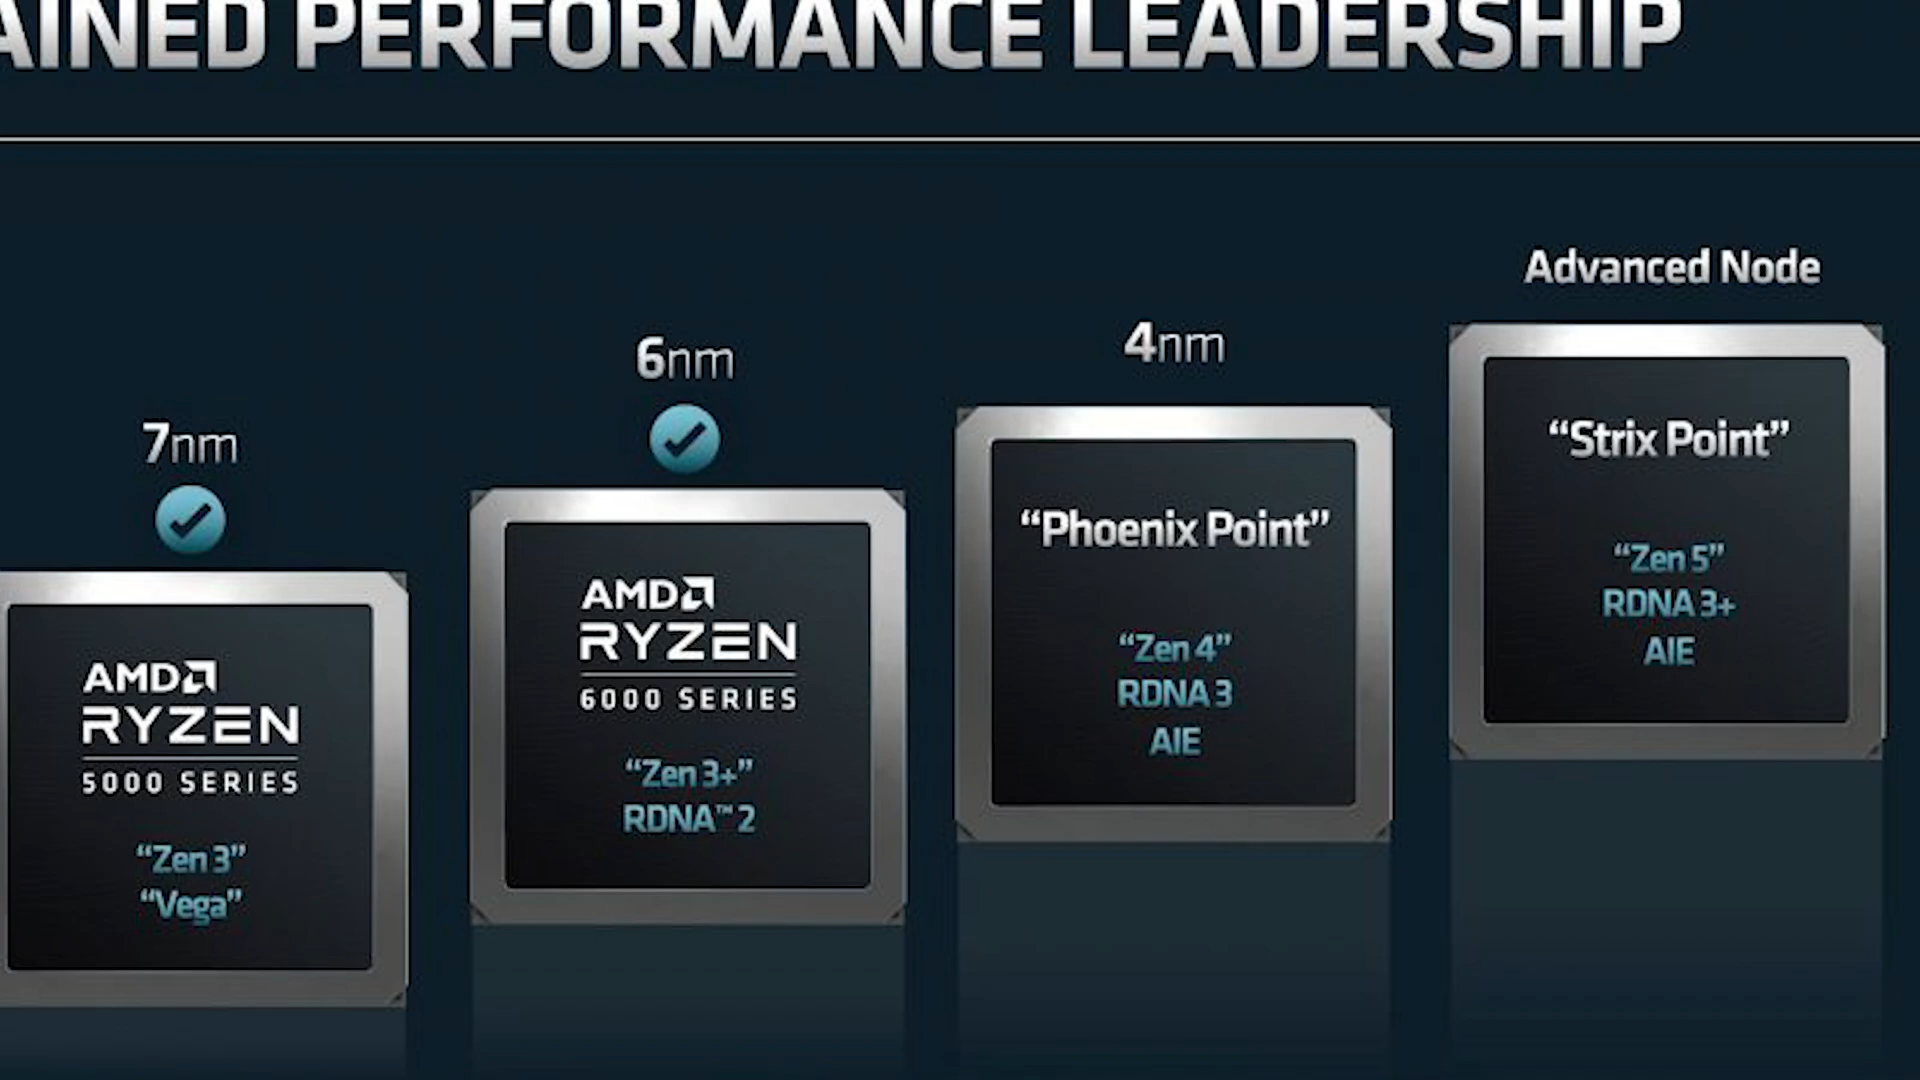 AINED PERFORMANCE LEADERSHIP
7nm
AMD
RYZEN
5000 SERIES
“Zen 3”
“Vega”
6nm
AMD
RYZEN
6000 SERIES
“Zen 3+”
RDNA™ 2
4nm
“Phoenix Point”
“Zen 4”
RDNA 3
AIE
Advanced Node
“Strix Point”
“Zen 5”
RDNA 3+
AIE